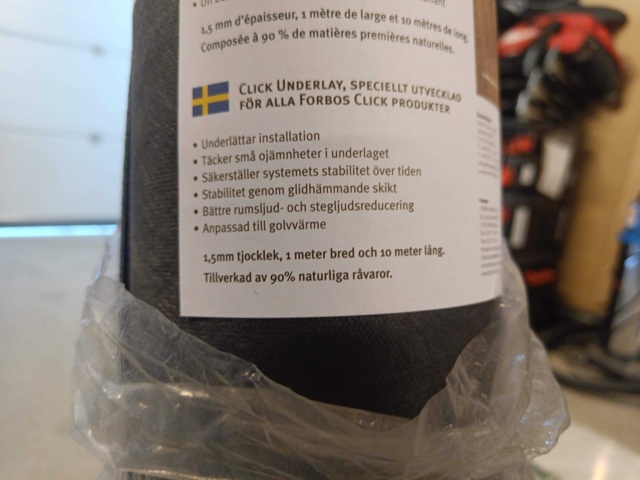 1,5 mm d'épaisseur, 1 mètre de large et 10 mètres de long.
Composée à 90 % de matières premières naturelles.
CLICK UNDERLAY, SPECIELLT UTVECKLAD
FÖR ALLA FORBOS CLICK PRODUKTER
• Underlättar installation
• Täcker små ojämnheter i underlaget
• Säkerställer systemets stabilitet över tiden
• Stabilitet genom glidhämmande skikt
• Bättre rumsljud- och stegljudsreducering
• Anpassad till golvvärme
1,5mm tjocklek, 1 meter bred och 10 meter lång.
Tillverkad av 90% naturliga råvaror.